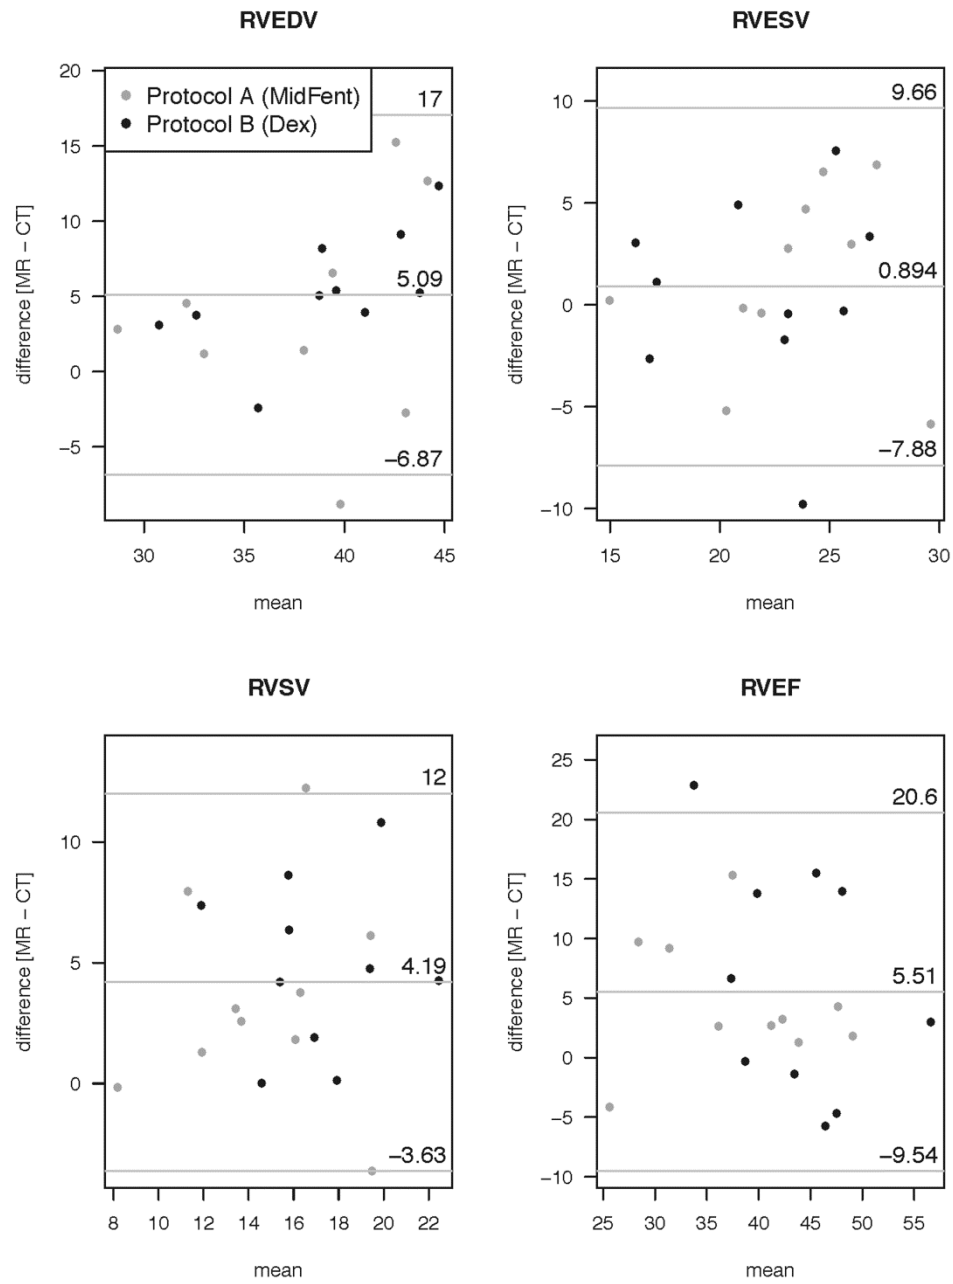 RVEDV
20
15
10
5
0
−5
difference [MR − CT]
Protocol A (MidFent)
Protocol B (Dex)
17
5.09
−6.87
30 35 40 45
mean
RVESV
10
5
0
−5
−10
difference [MR − CT]
9.66
0.894
−7.88
15 20 25 30
mean
RVSV
10
5
0
difference [MR − CT]
12
4.19
−3.63
8 10 12 14 16 18 20 22
mean
RVEF
25
20
15
10
5
0
−5
−10
difference [MR − CT]
20.6
5.51
−9.54
25 30 35 40 45 50 55
mean